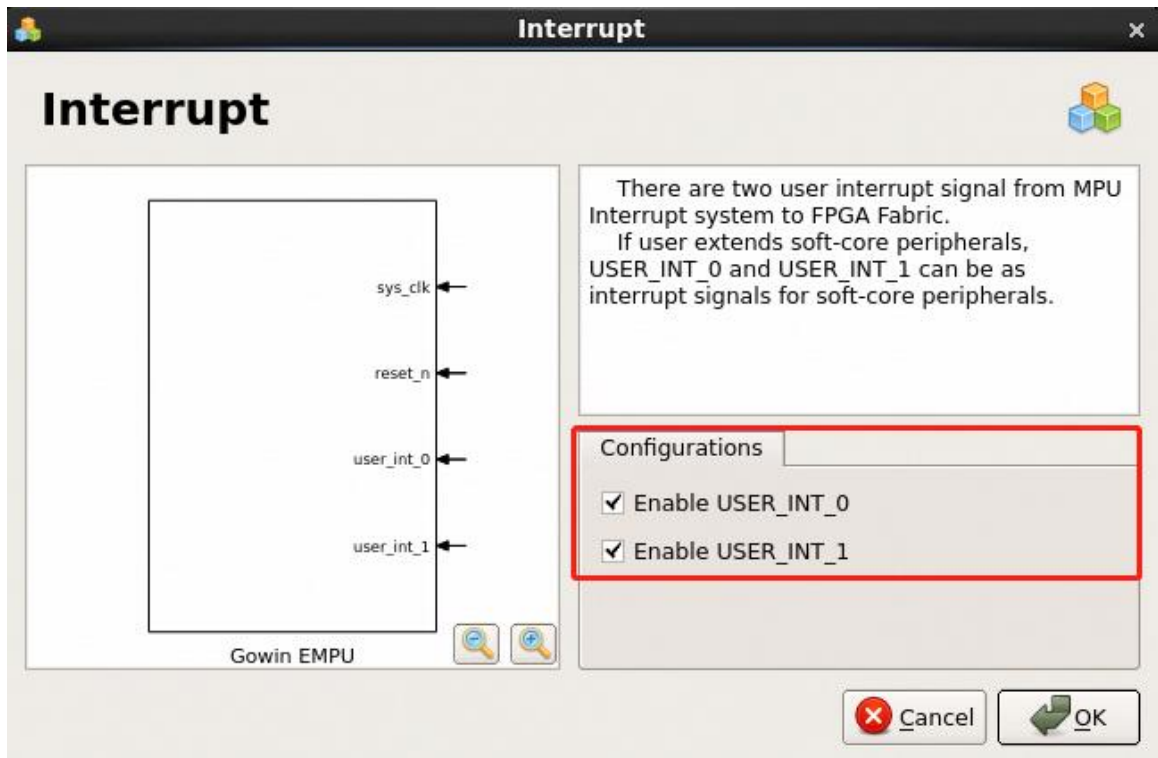 Interrupt
Interrupt
sys_clk
reset_n
user_int_0
user_int_1
Gowin EMPU
There are two user interrupt signal from MPU
Interrupt system to FPGA Fabric.
If user extends soft-core peripherals,
USER_INT_0 and USER_INT_1 can be as
interrupt signals for soft-core peripherals.
Configurations
Enable USER_INT_0
Enable USER_INT_1
Cancel
OK